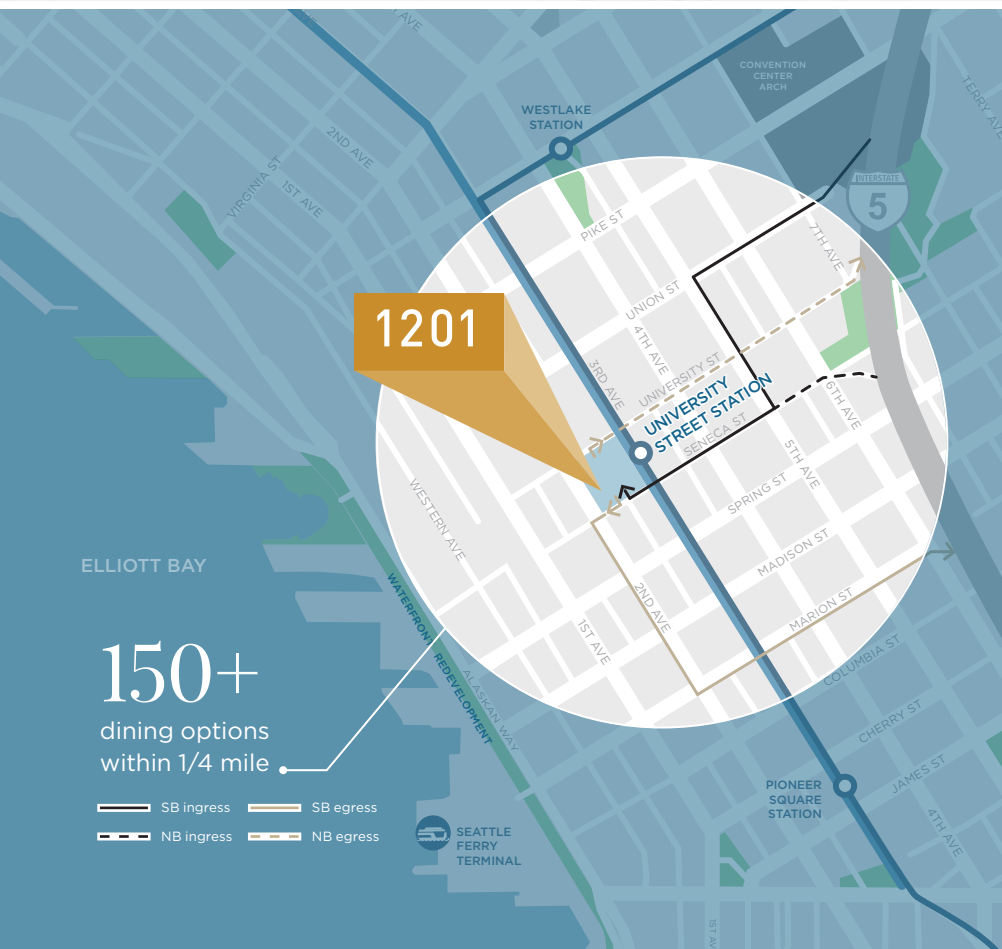 AVE
CONVENTION
CENTER
ARCH
TERRY AVE
WESTLAKE
STATION
2ND AVE
VIRGINIA ST
1ST AVE
INTERSTATE
5
PIKE ST
7TH AVE
UNION ST
1201
4TH AVE
3RD AVE
UNIVERSITY ST
UNIVERSITY
STREET STATION
SENECA ST
6TH AVE
5TH AVE
SPRING ST
WESTERN AVE
MADISON ST
ELLIOTT BAY
2ND AVE
MARION ST
1ST AVE
WATERFRONT REDEVELOPMENT
ALASKAN WAY
COLUMBIA ST
150+
dining options
within 1/4 mile
CHERRY ST
JAMES ST
PIONEER
SQUARE
STATION
SB ingress
SB egress
NB ingress
NB egress
SEATTLE
FERRY
TERMINAL
4TH AVE
1ST AV